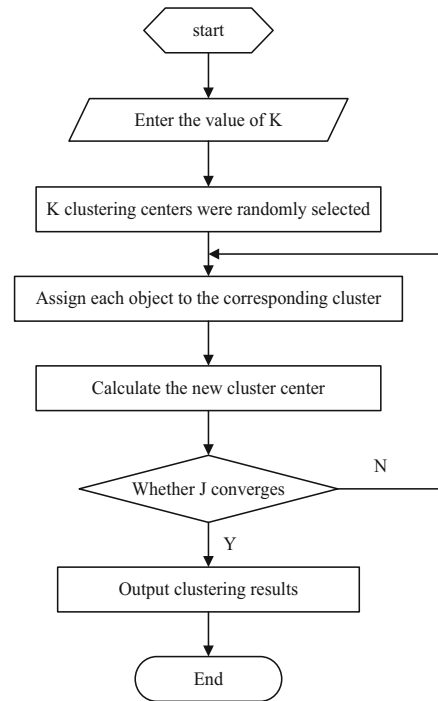 start
Enter the value of K
K clustering centers were randomly selected
Assign each object to the corresponding cluster
Calculate the new cluster center
Whether J converges
N
Y
Output clustering results
End